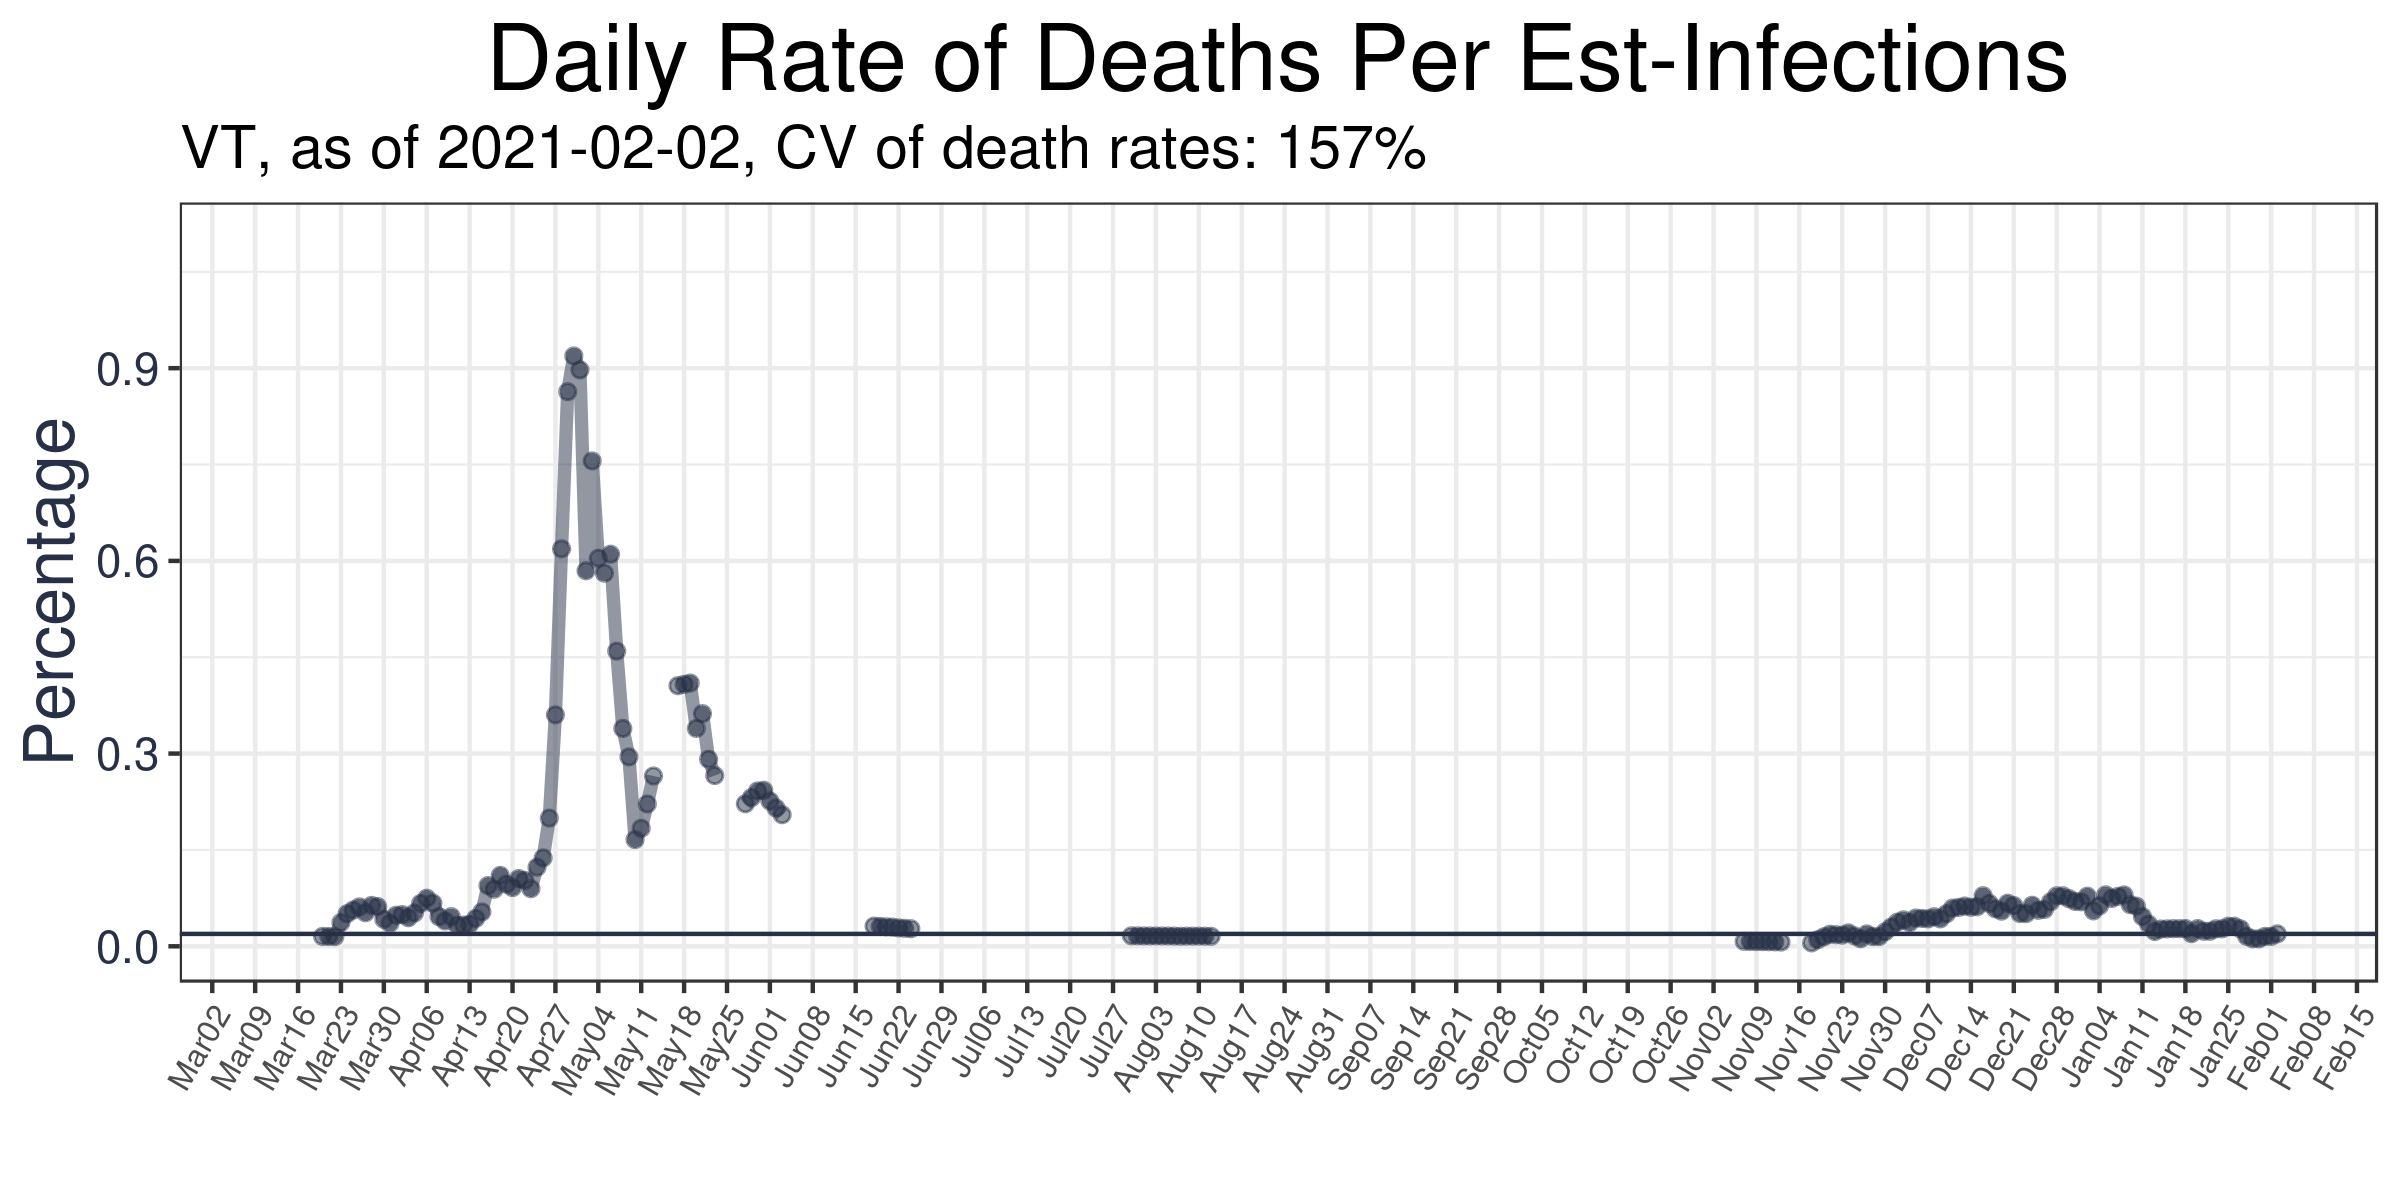 Daily Rate of Deaths Per Est-Infections
VT, as of 2021-02-02, CV of death rates: 157%
Percentage
0.9
0.6
0.3
0.0
Mar02
Mar09
Mar16
Mar23
Mar30
Apr06
Apr13
Apr20
Apr27
May04
May11
May18
May25
Jun01
Jun08
Jun15
Jun22
Jun29
Jul06
Jul13
Jul20
Jul27
Aug03
Aug10
Aug17
Aug24
Aug31
Sep07
Sep14
Sep21
Sep28
Oct05
Oct12
Oct19
Oct26
Nov02
Nov09
Nov16
Nov23
Nov30
Dec07
Dec14
Dec21
Dec28
Jan04
Jan11
Jan18
Jan25
Feb01
Feb08
Feb15